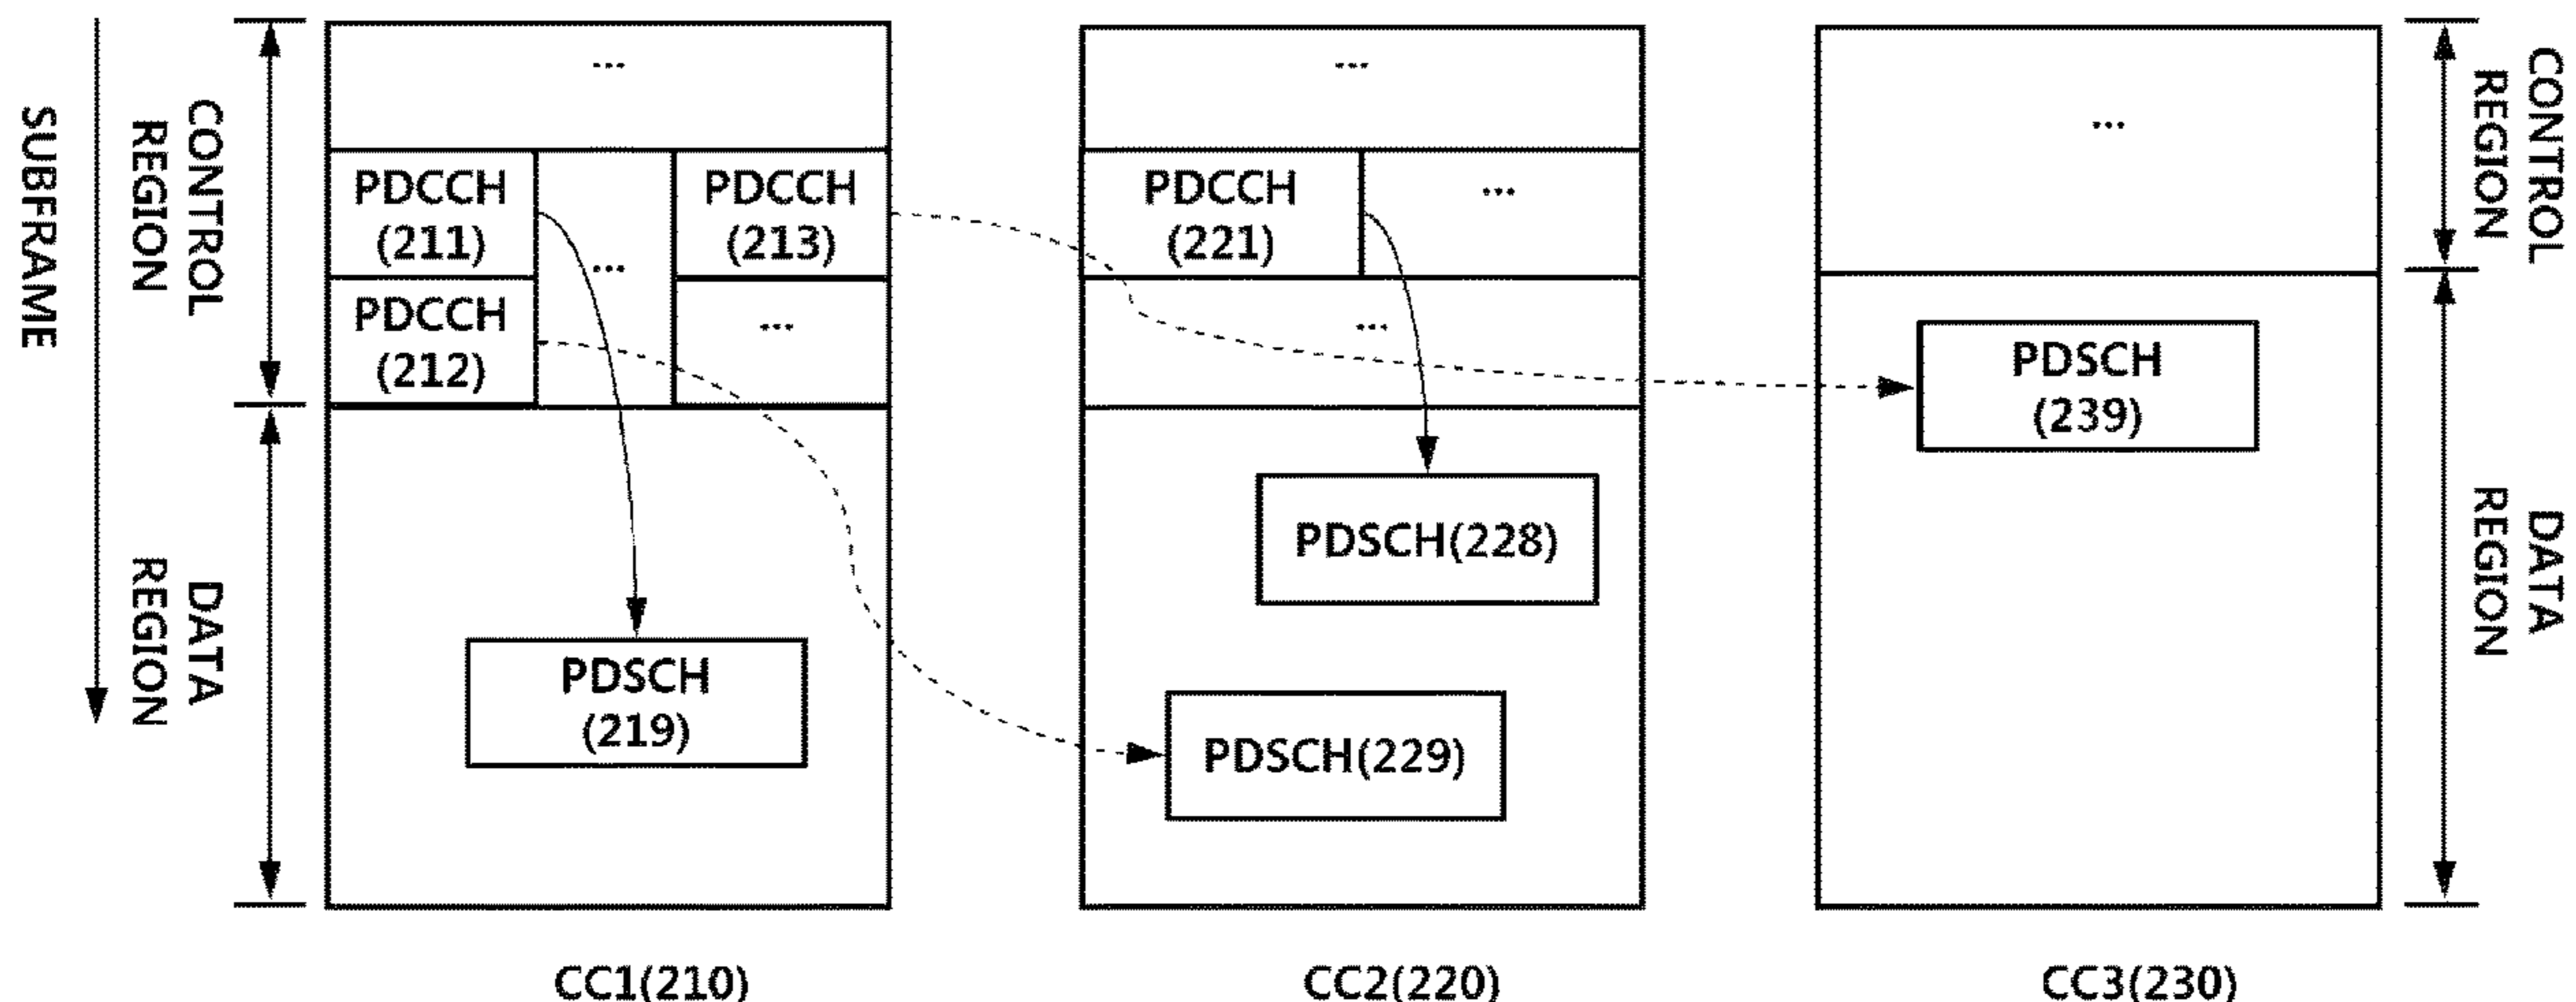 SUBFRAME
CONTROL
REGION
DATA
REGION
...
PDCCH
(211)
PDCCH
(212)
...
PDCCH
(213)
...
PDSCH
(219)
CC1(210)
...
PDCCH
(221)
...
...
PDSCH(228)
PDSCH(229)
CC2(220)
...
PDSCH
(239)
CC3(230)
CONTROL
REGION
DATA
REGION